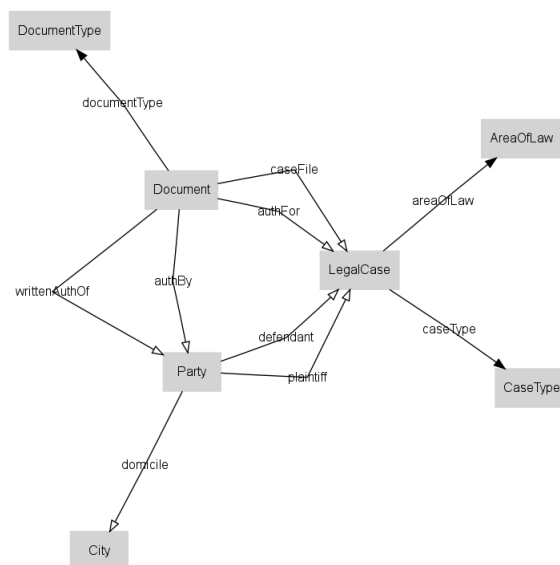 DocumentType
documentType
AreaOfLaw
caseFile
Document
areaOfLaw
authFor
LegalCase
authBy
writtenAuthOf
caseType
defendant
Party
plaintiff
CaseType
domicile
City